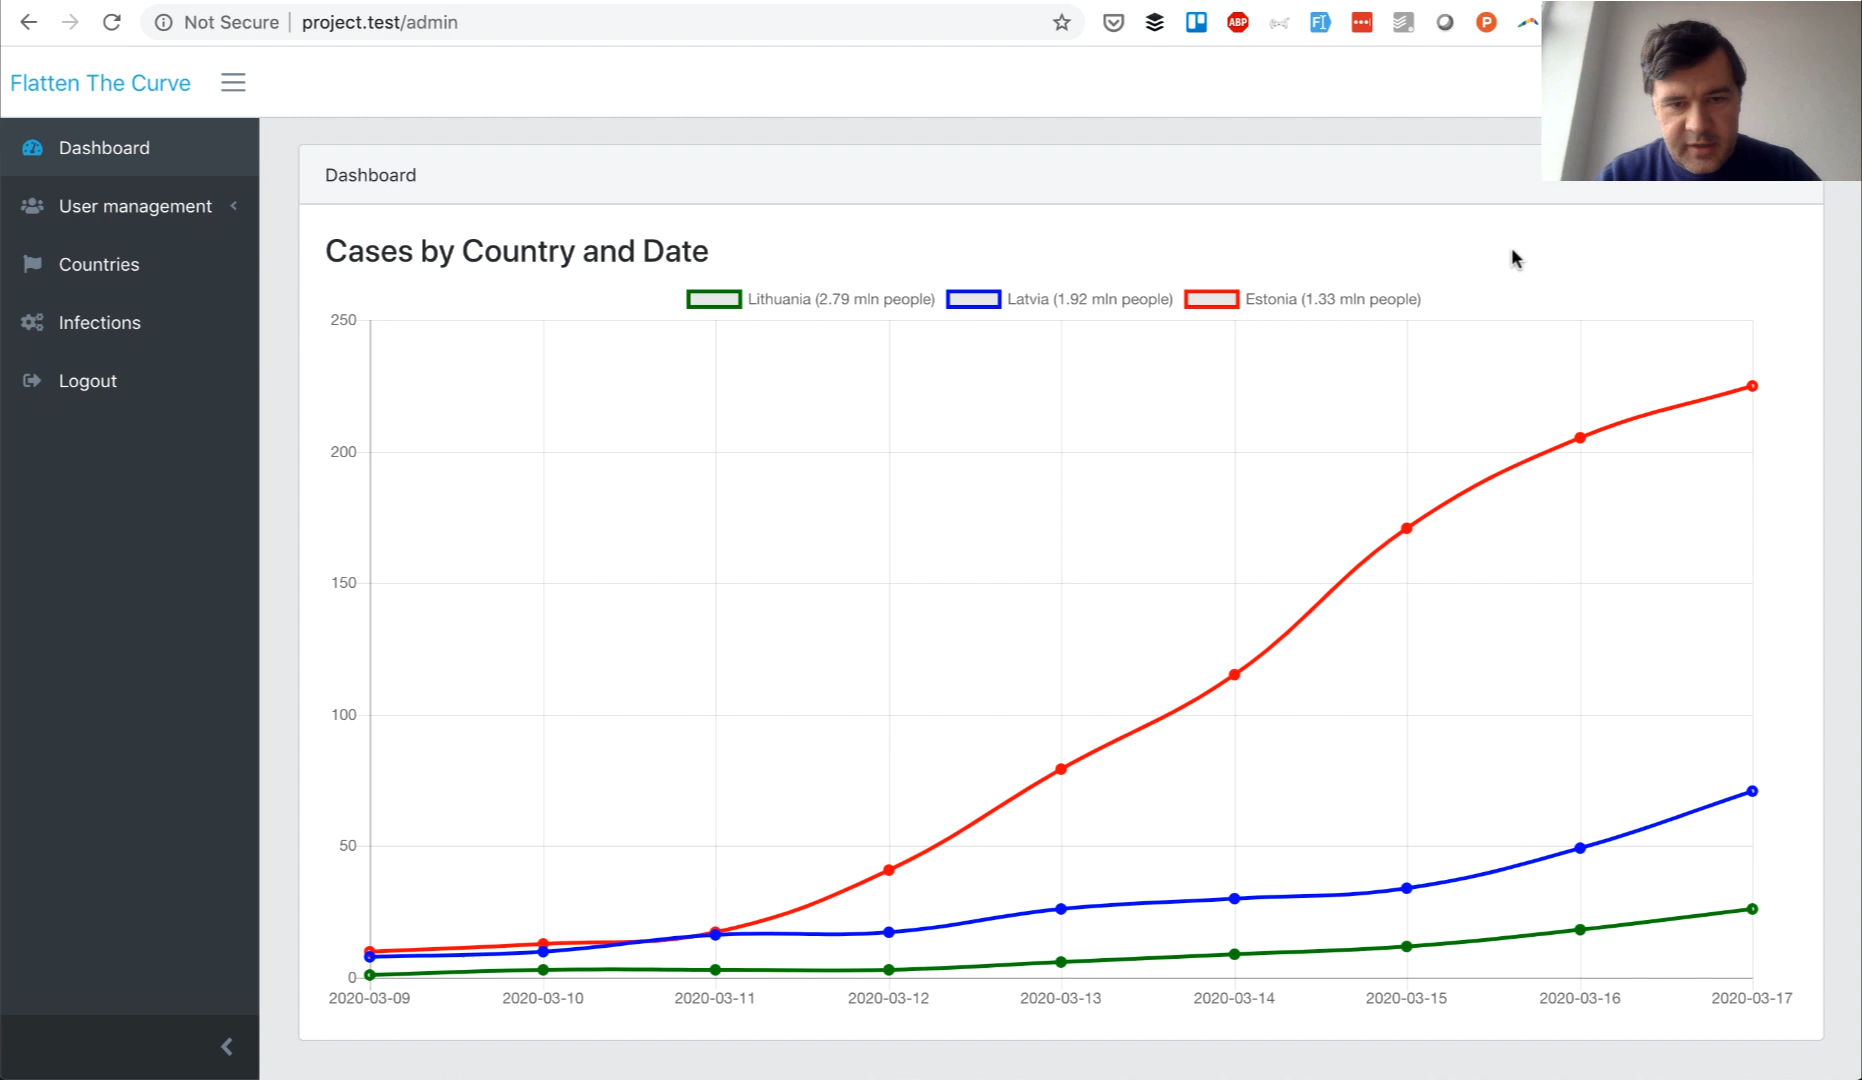 Not Secure | project.test/admin
ABP
P
Flatten The Curve
Dashboard
User management
Countries
Infections
Logout
Dashboard
Cases by Country and Date
Lithuania (2.79 mln people) Latvia (1.92 mln people) Estonia (1.33 mln people)
250
200
150
100
50
0
2020-03-09 2020-03-10 2020-03-11 2020-03-12 2020-03-13 2020-03-14 2020-03-15 2020-03-16 2020-03-17